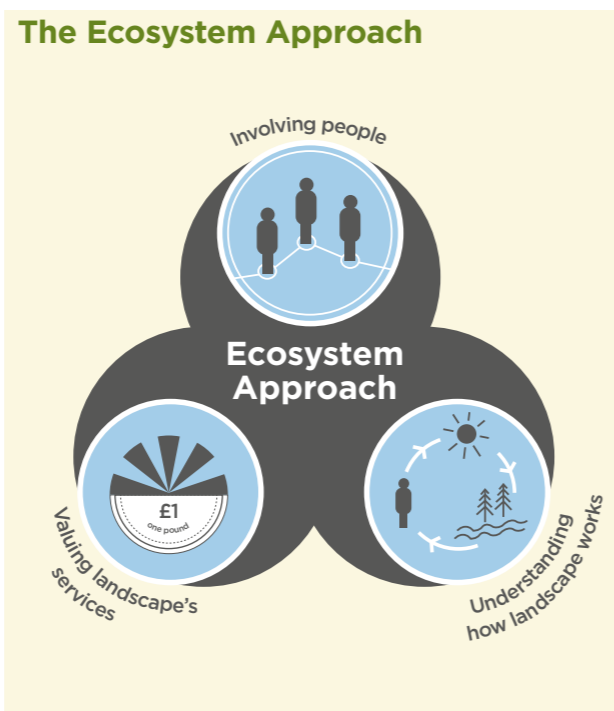 The Ecosystem Approach
Involving people
Ecosystem
Approach
£1
one pound
Valuing landscape's
services
Understanding
how landscape works